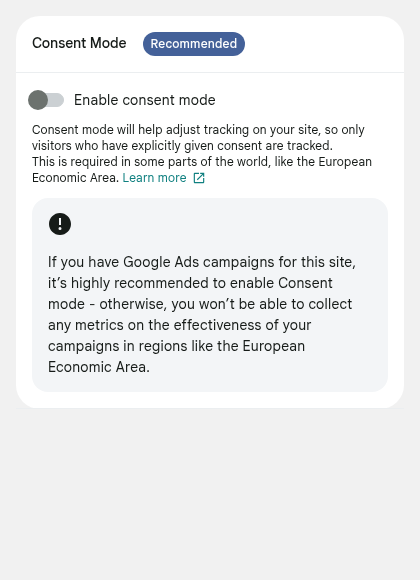 Consent Mode Recommended
Enable consent mode
Consent mode will help adjust tracking on your site, so only
visitors who have explicitly given consent are tracked.
This is required in some parts of the world, like the European
Economic Area. Learn more
If you have Google Ads campaigns for this site,
it’s highly recommended to enable Consent
mode - otherwise, you won’t be able to collect
any metrics on the effectiveness of your
campaigns in regions like the European
Economic Area.